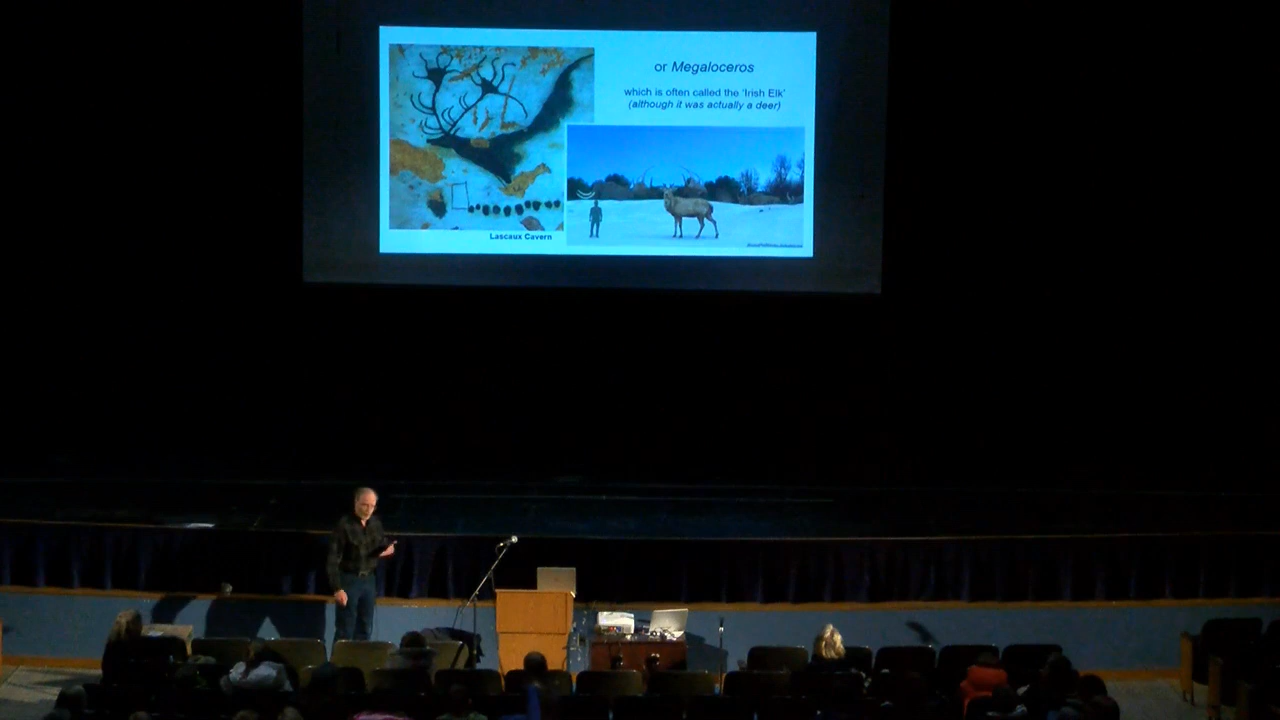 or Megaloceros
which is often called the 'Irish Elk'
(although it was actually a deer)
Lascaux Cavern